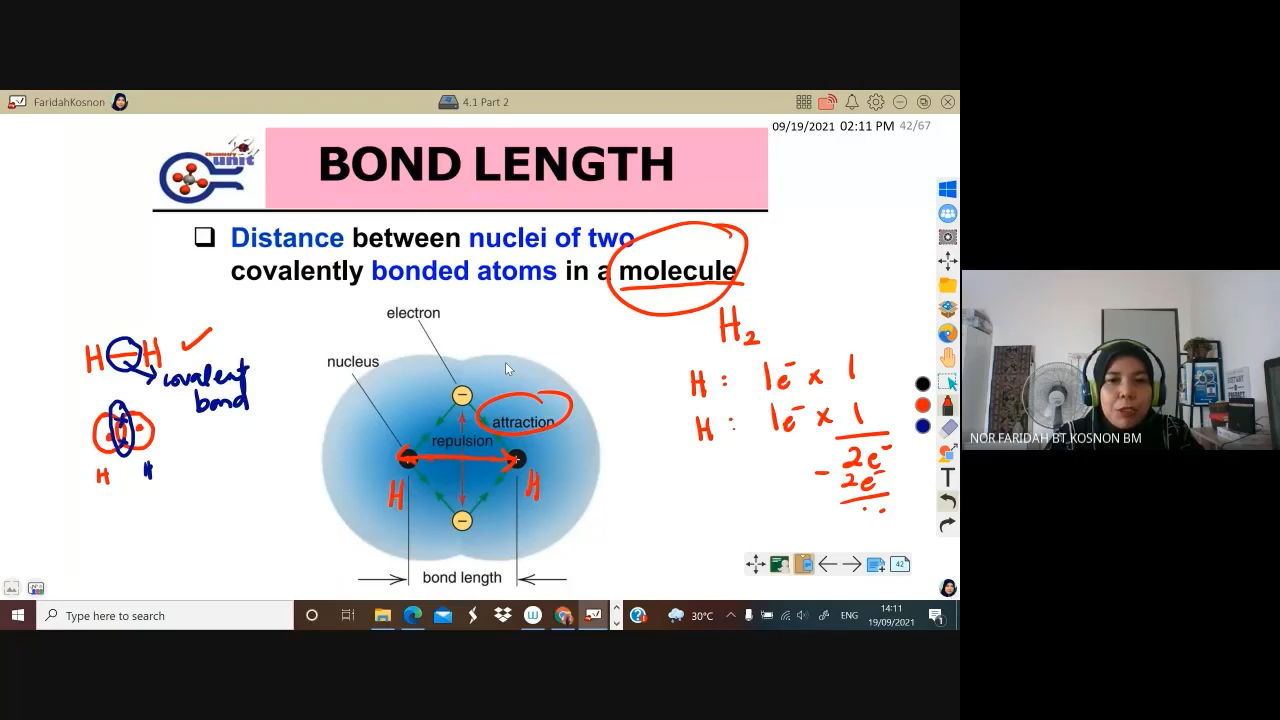 FaridahKosnon
4.1 Part 2
09/19/2021 02:11 PM 42/67
Chemistry
unit
BOND LENGTH
❑ Distance between nuclei of two
covalently bonded atoms in a molecule
electron
nucleus
attraction
repulsion
H H
bond length
H—H ✓
covalent
bond
H H
H₂
H : 1e⁻ x 1
H : 1e⁻ x 1
2e⁻
- 2e⁻
NOR FARIDAH BT KOSNON BM
T
42
Type here to search
30°C
ENG
14:11
19/09/2021